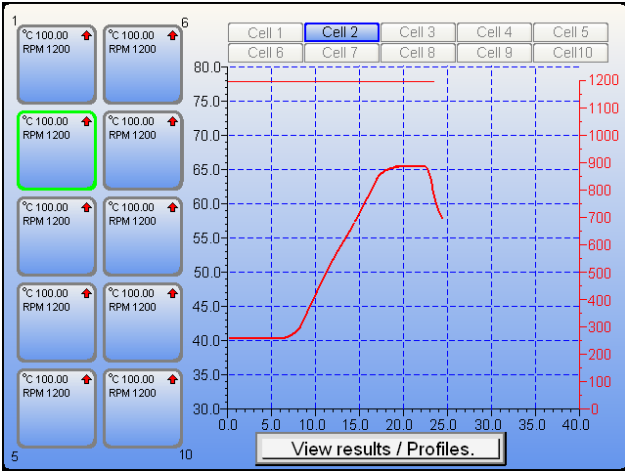 1 6
°C 100.00 °C 100.00
RPM 1200 RPM 1200
°C 100.00 °C 100.00
RPM 1200 RPM 1200
°C 100.00 °C 100.00
RPM 1200 RPM 1200
°C 100.00 °C 100.00
RPM 1200 RPM 1200
°C 100.00 °C 100.00
RPM 1200 RPM 1200
5 10
Cell 1 Cell 2 Cell 3 Cell 4 Cell 5
Cell 6 Cell 7 Cell 8 Cell 9 Cell10
80.0
75.0
70.0
65.0
60.0
55.0
50.0
45.0
40.0
35.0
30.0
1200
1100
1000
900
800
700
600
500
400
300
200
100
0
0.0 5.0 10.0 15.0 20.0 25.0 30.0 35.0 40.0
View results / Profiles.